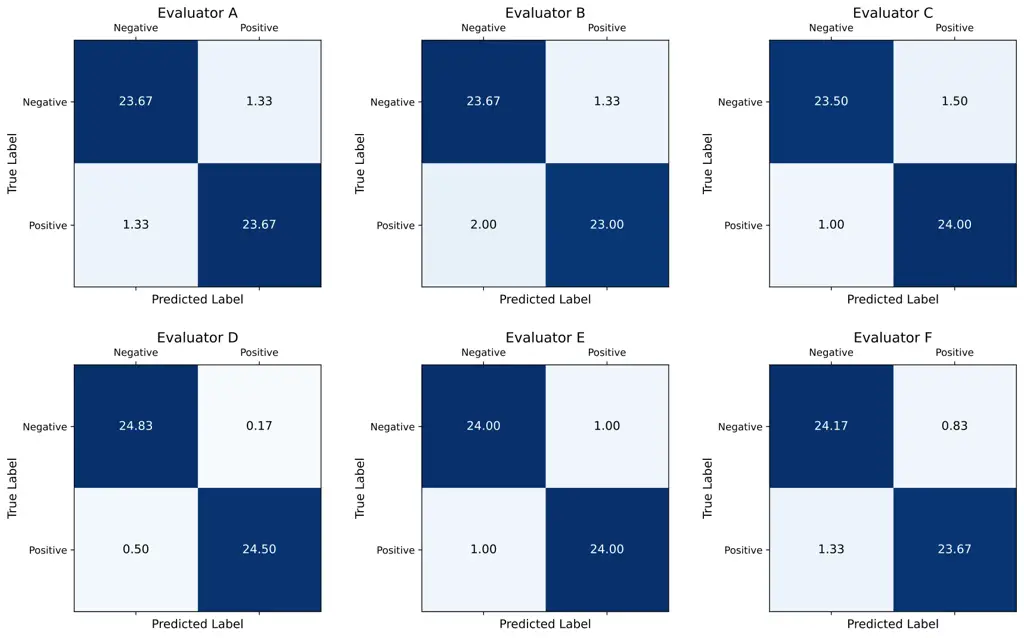 Evaluator A
Negative Positive
Negative 23.67 1.33
True Label
Positive 1.33 23.67
Predicted Label
Evaluator B
Negative Positive
Negative 23.67 1.33
True Label
Positive 2.00 23.00
Predicted Label
Evaluator C
Negative Positive
Negative 23.50 1.50
True Label
Positive 1.00 24.00
Predicted Label
Evaluator D
Negative Positive
Negative 24.83 0.17
True Label
Positive 0.50 24.50
Predicted Label
Evaluator E
Negative Positive
Negative 24.00 1.00
True Label
Positive 1.00 24.00
Predicted Label
Evaluator F
Negative Positive
Negative 24.17 0.83
True Label
Positive 1.33 23.67
Predicted Label